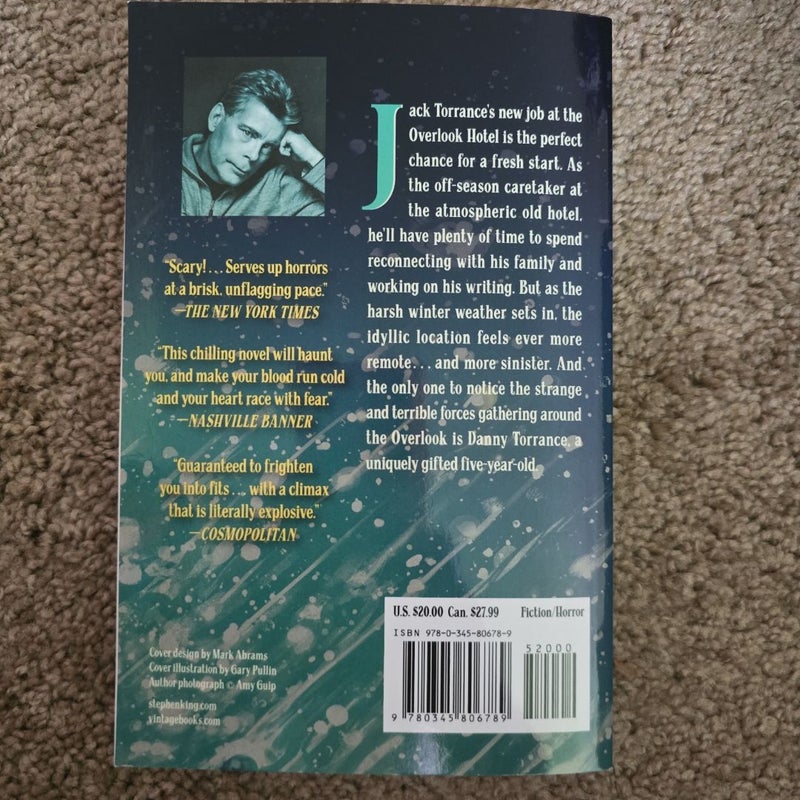 Jack Torrance's new job at the
Overlook Hotel is the perfect
chance for a fresh start. As
the off-season caretaker at
the atmospheric old hotel,
he'll have plenty of time to spend
reconnecting with his family and
working on his writing. But as the
harsh winter weather sets in, the
idyllic location feels ever more
remote... and more sinister. And
the only one to notice the strange
and terrible forces gathering around
the Overlook is Danny Torrance, a
uniquely gifted five-year-old.
"Scary!... Serves up horrors
at a brisk, unflagging pace."
—THE NEW YORK TIMES
"This chilling novel will haunt
you, and make your blood run cold
and your heart race with fear."
—NASHVILLE BANNER
"Guaranteed to frighten
you into fits... with a climax
that is literally explosive."
—COSMOPOLITAN
Cover design by Mark Abrams
Cover illustration by Gary Pullin
Author photograph © Amy Guip
stephenking.com
vintagebooks.com
U.S. $20.00 Can. $27.99 Fiction/Horror
ISBN 978-0-345-80678-9
52000
9 780345 806789